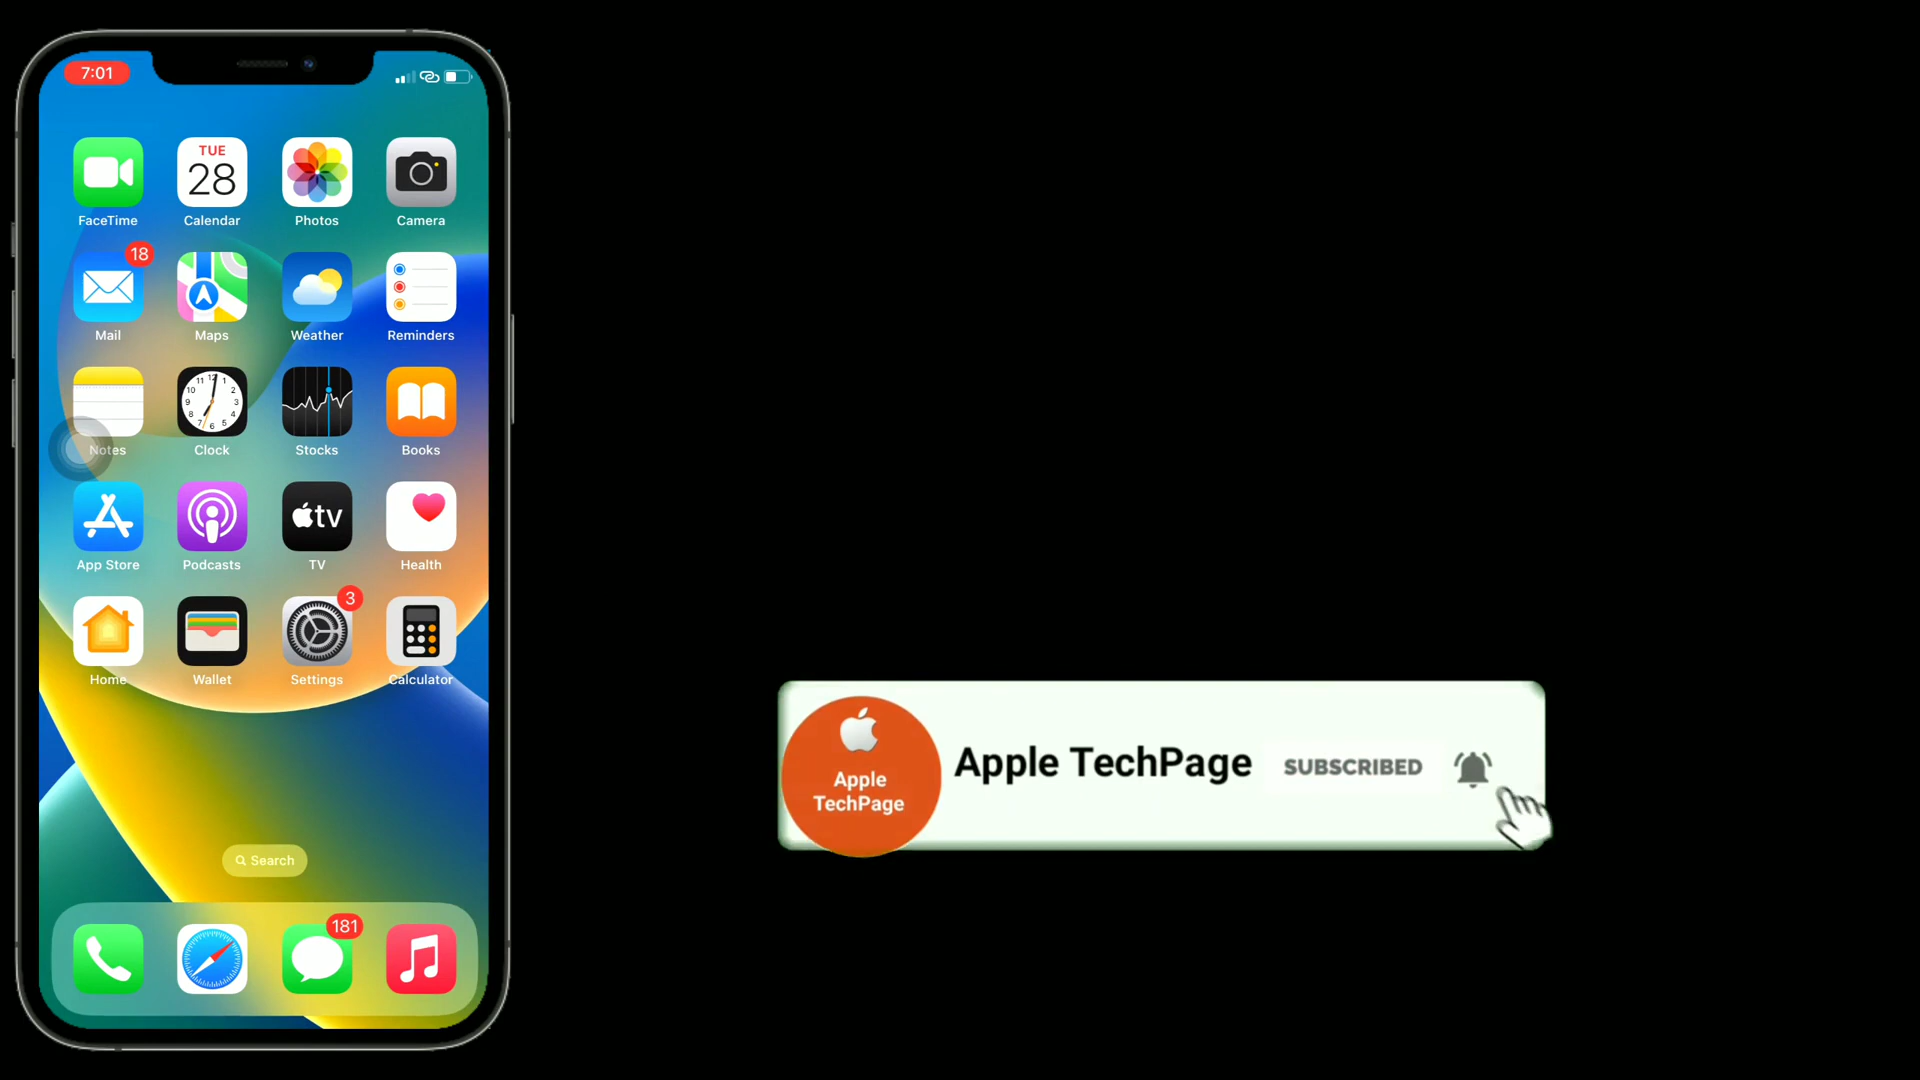 7:01
TUE
28
FaceTime
Calendar
Photos
Camera
18
Mail
Maps
Weather
Reminders
Notes
Clock
Stocks
Books
tv
App Store
Podcasts
TV
Health
3
Home
Wallet
Settings
Calculator
Search
181
Apple
TechPage
Apple TechPage
SUBSCRIBED